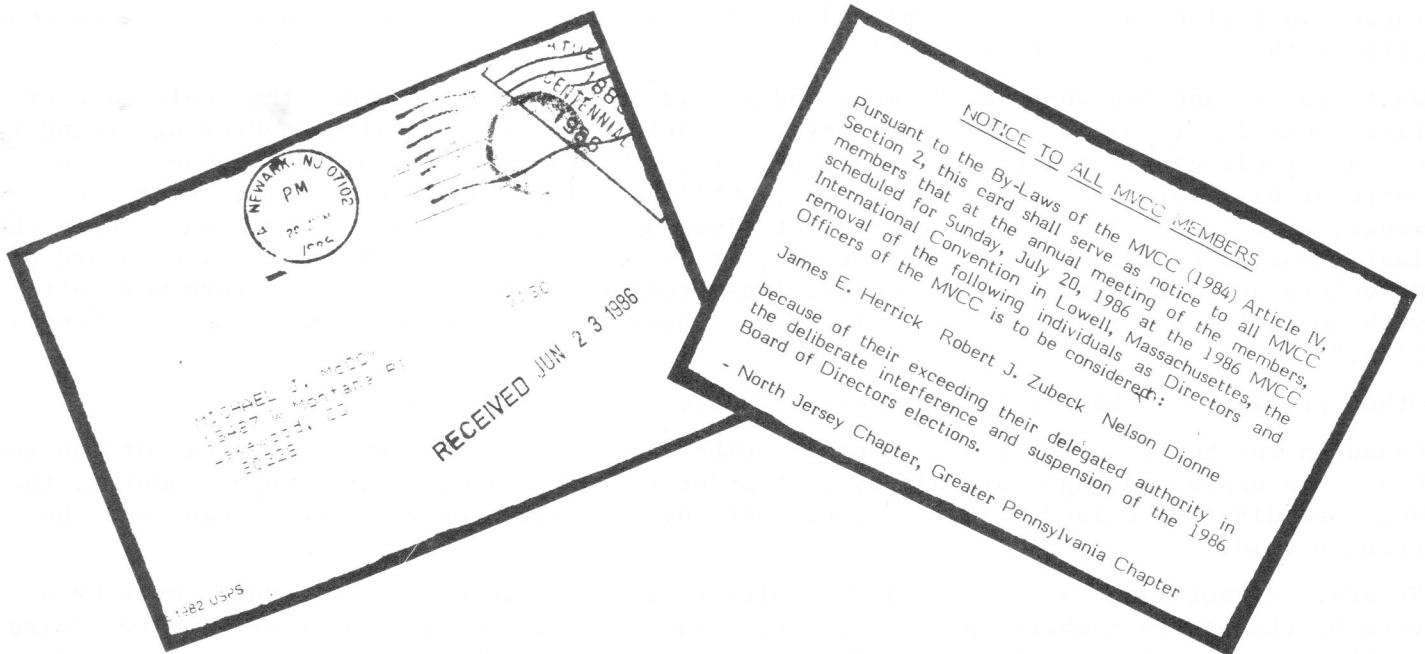 NEWARK, NJ 07102
PM
CENTENNIAL
1986
MICHAEL J. McCOY
RECEIVED JUN 23 1986
1982 USPS
NOTICE TO ALL MVCC MEMBERS
Pursuant to the By-Laws of the MVCC (1984) Article IV,
Section 2, this card shall serve as notice to all MVCC
members that at the annual meeting of the members,
scheduled for Sunday, July 20, 1986 at the 1986 MVCC
International Convention in Lowell, Massachusettes, the
removal of the following individuals as Directors and
Officers of the MVCC is to be considered:
James E. Herrick Robert J. Zubeck Nelson Dionne
because of their exceeding their delegated authority in
the deliberate interference and suspension of the 1986
Board of Directors elections.
- North Jersey Chapter, Greater Pennsylvania Chapter